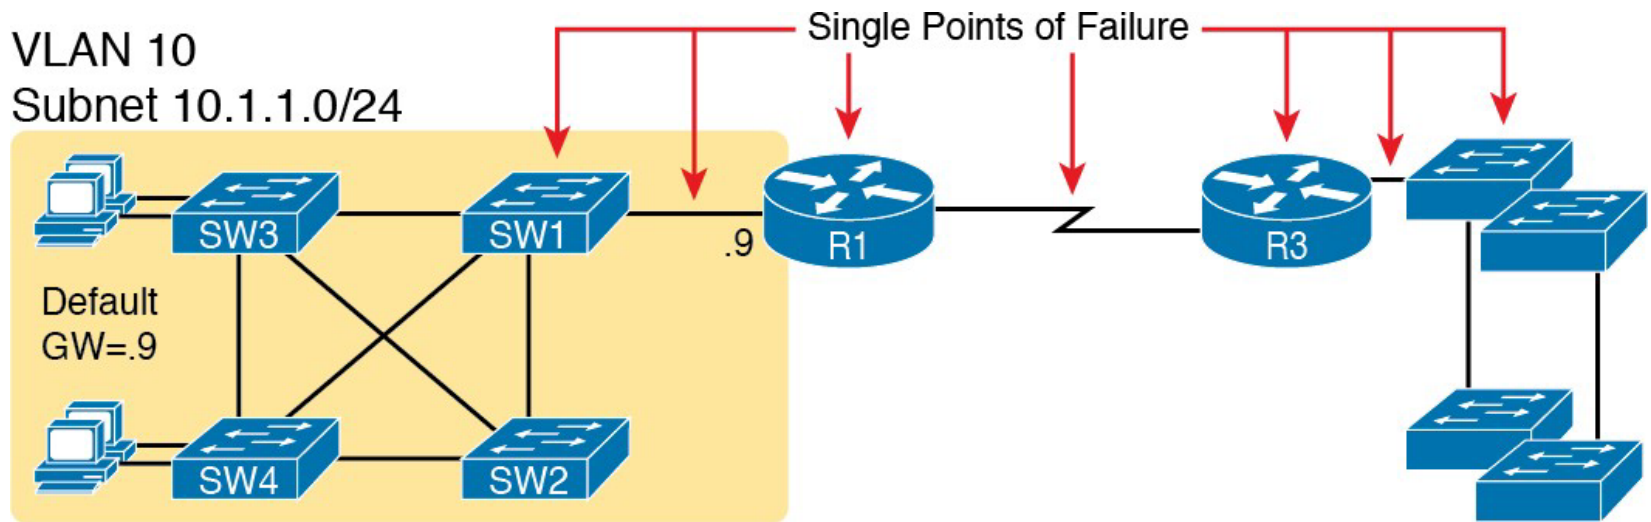 Single Points of Failure
VLAN 10
Subnet 10.1.1.0/24
SW3
SW1
.9
R1
R3
Default
GW=.9
SW4
SW2